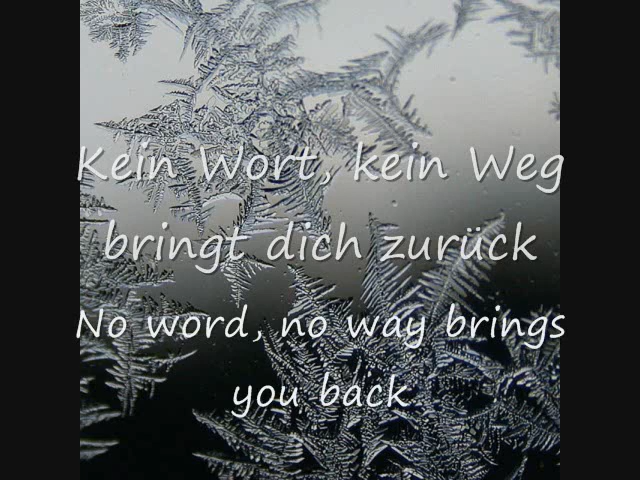 Kein Wort, kein Weg
bringt dich zurück
No word, no way brings
you back